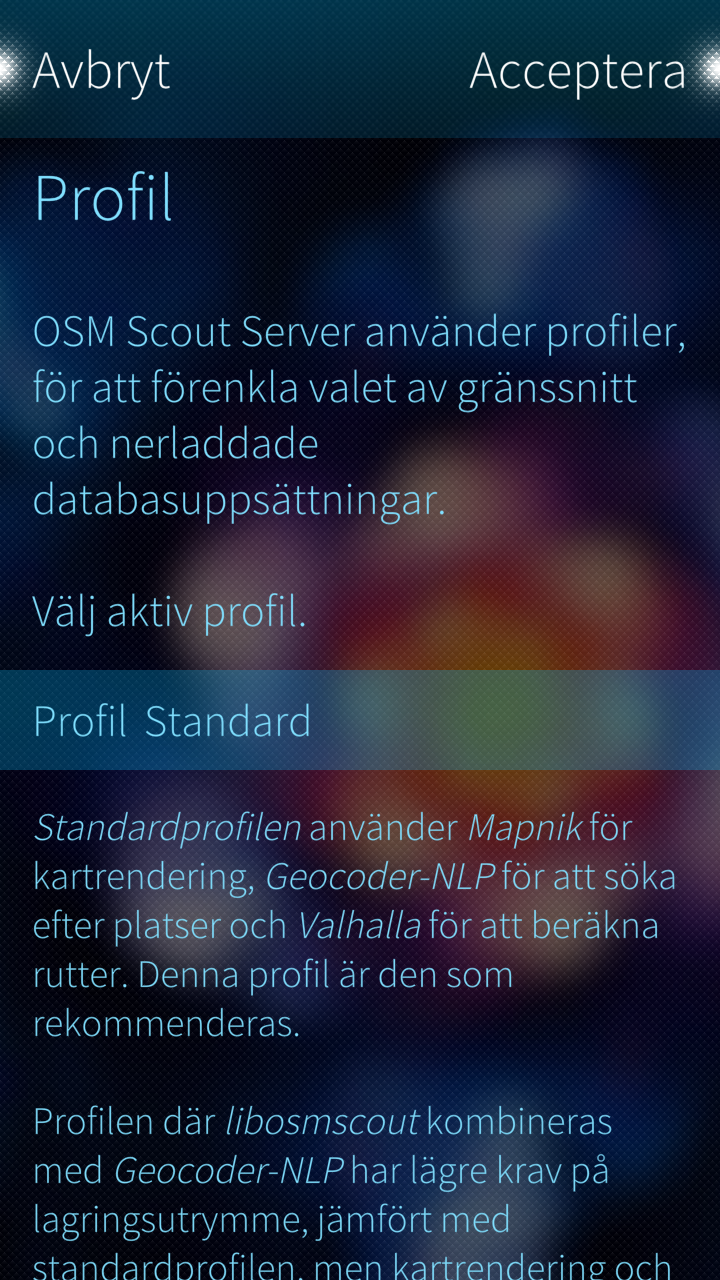 Avbryt Acceptera
Profil
OSM Scout Server använder profiler,
för att förenkla valet av gränssnitt
och nerladdade
databasuppsättningar.
Välj aktiv profil.
Profil Standard
Standardprofilen använder Mapnik för
kartrendering, Geocoder-NLP för att söka
efter platser och Valhalla för att beräkna
rutter. Denna profil är den som
rekommenderas.
Profilen där libosmscout kombineras
med Geocoder-NLP har lägre krav på
lagringsutrymme, jämfört med
standardprofilen, men kartrendering och